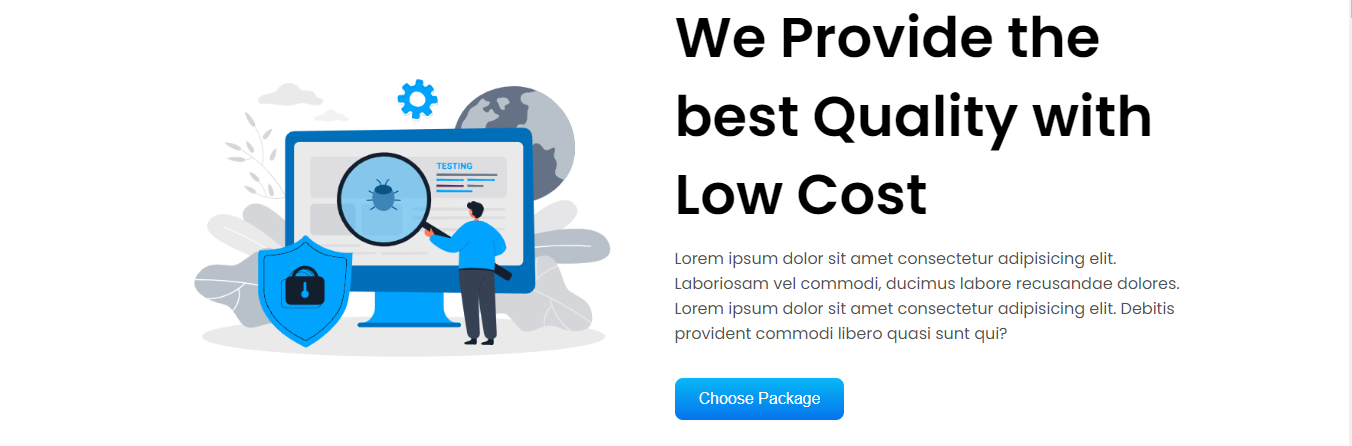 We Provide the
best Quality with
Low Cost
TESTING
Lorem ipsum dolor sit amet consectetur adipisicing elit.
Laboriosam vel commodi, ducimus labore recusandae dolores.
Lorem ipsum dolor sit amet consectetur adipisicing elit. Debitis
provident commodi libero quasi sunt qui?
Choose Package